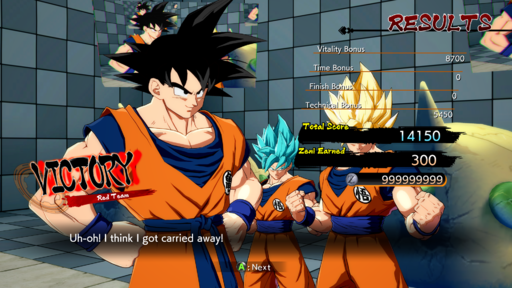 RESULTS
Vitality Bonus
8700
Time Bonus
0
Finish Bonus
0
Technical Bonus
5450
Total Score
14150
Zeni Earned
300
999999999
VICTORY
Red Team
Uh-oh! I think I got carried away!
A : Next